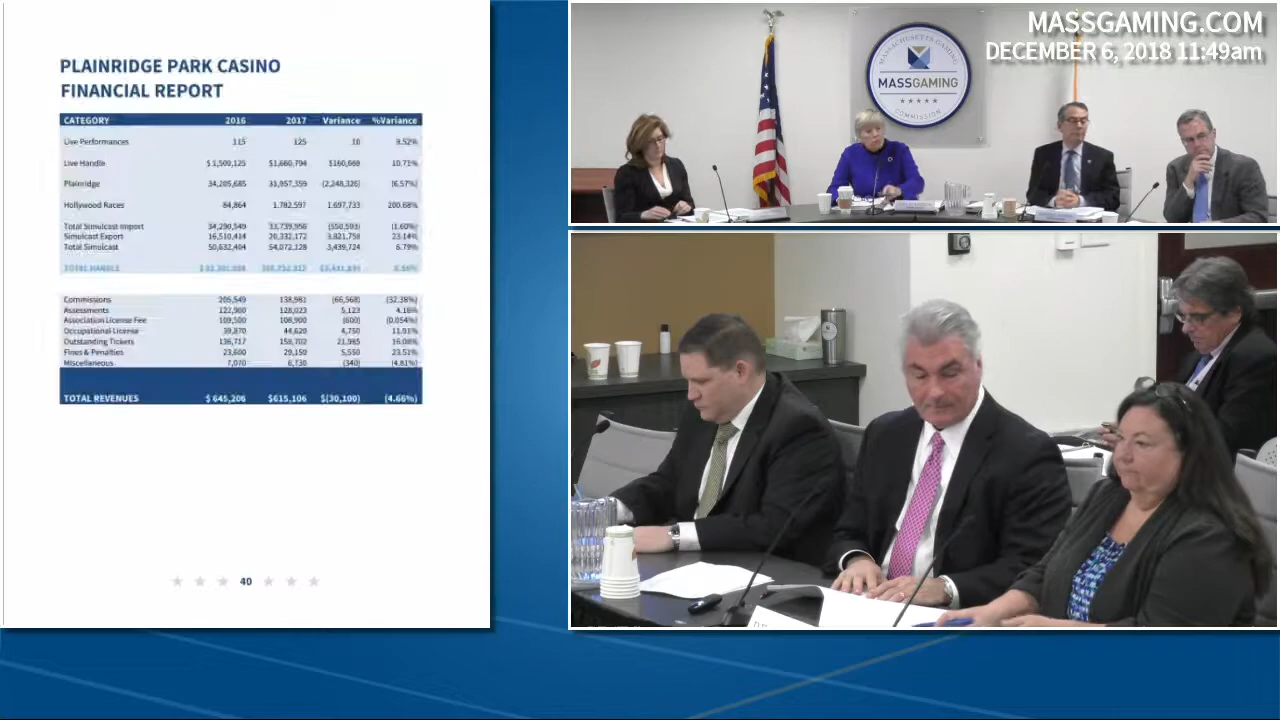 PLAINRIDGE PARK CASINO
FINANCIAL REPORT
CATEGORY 2016 2017 Variance %Variance
Live Performances 115 125 10 9.52%
Live Handle $ 1,500,125 $1,660,794 $160,669 10.71%
Plainridge 34,205,685 31,957,359 (2,248,326) (6.57%)
Hollywood Races 84,864 1,782,597 1,697,733 200.68%
Total Simulcast Import 34,290,549 33,739,956 (550,593) (1.60%)
Simulcast Export 16,510,414 20,332,172 3,821,758 23.14%
Total Simulcast 50,632,404 54,072,128 3,439,724 6.79%
TOTAL HANDLE
Commissions 205,549 138,981 (66,568) (32.38%)
Assessments 122,900 128,023 5,123 4.16%
Association License Fee 109,500 108,900 (600) (0.054%)
Occupational License 39,870 44,620 4,750 11.91%
Outstanding Tickets 136,717 158,702 21,985 16.08%
Fines & Penalties 23,600 29,150 5,550 23.51%
Miscellaneous 7,070 6,730 (340) (4.81%)
TOTAL REVENUES $ 645,206 $615,106 $(30,100) (4.66%)
40
MASSGAMING.COM
DECEMBER 6, 2018 11:49am
MASSACHUSETTS GAMING
MASSGAMING
COMMISSION